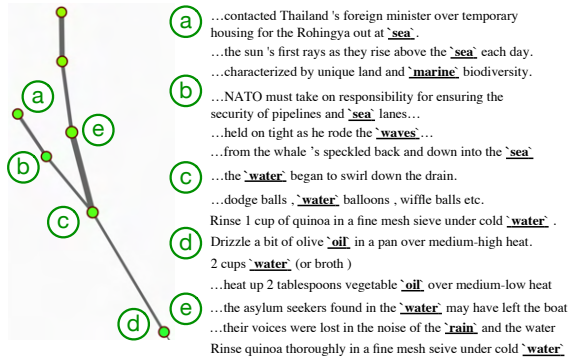 a
…contacted Thailand 's foreign minister over temporary
housing for the Rohingya out at `sea`.
…the sun 's first rays as they rise above the `sea` each day.
…characterized by unique land and `marine` biodiversity.
b
…NATO must take on responsibility for ensuring the
security of pipelines and `sea` lanes…
…held on tight as he rode the `waves`…
…from the whale 's speckled back and down into the `sea`
c
…the `water` began to swirl down the drain.
…dodge balls , `water` balloons , wiffle balls etc.
Rinse 1 cup of quinoa in a fine mesh sieve under cold `water` .
d
Drizzle a bit of olive `oil` in a pan over medium-high heat.
2 cups `water` (or broth )
…heat up 2 tablespoons vegetable `oil` over medium-low heat
e
…the asylum seekers found in the `water` may have left the boat
…their voices were lost in the noise of the `rain` and the water
Rinse quinoa thoroughly in a fine mesh sieve under cold `water`
a
e
b
c
d